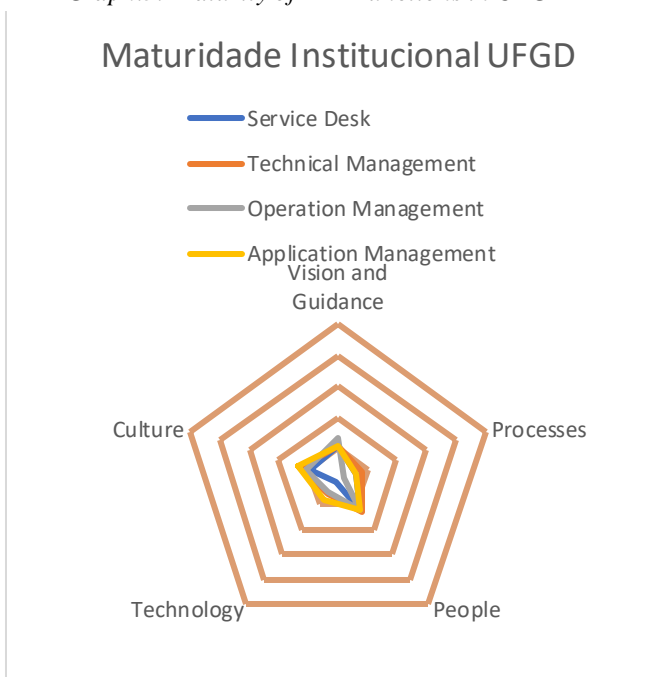 Maturidade Institucional UFGD
Service Desk
Technical Management
Operation Management
Application Management
Vision and
Guidance
Culture
Processes
Technology
People